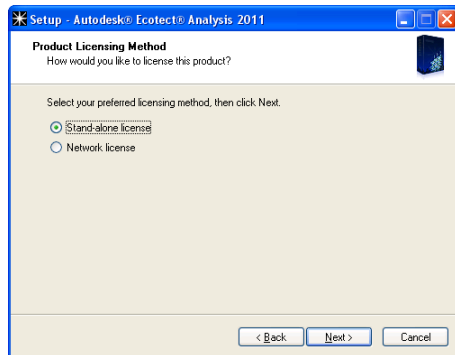 Setup - Autodesk® Ecotect® Analysis 2011
Product Licensing Method
How would you like to license this product?
Select your preferred licensing method, then click Next.
Stand-alone license
Network license
< Back Next > Cancel